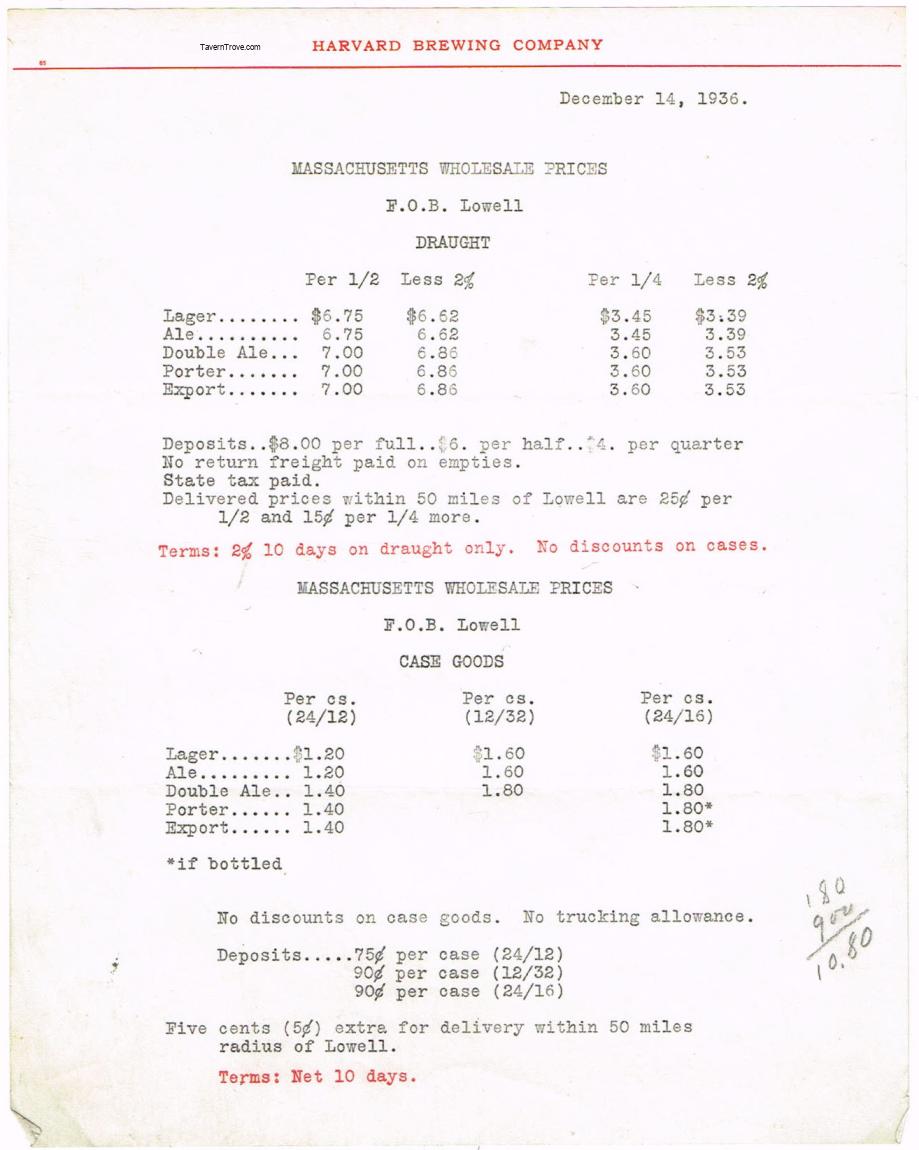 TavernTrove.com
HARVARD BREWING COMPANY
65
December 14, 1936.
MASSACHUSETTS WHOLESALE PRICES
F.O.B. Lowell
DRAUGHT
Per 1/2 Less 2% Per 1/4 Less 2%
Lager........ $6.75 $6.62 $3.45 $3.39
Ale.......... 6.75 6.62 3.45 3.39
Double Ale... 7.00 6.86 3.60 3.53
Porter....... 7.00 6.86 3.60 3.53
Export....... 7.00 6.86 3.60 3.53
Deposits..$8.00 per full..$6. per half..$4. per quarter
No return freight paid on empties.
State tax paid.
Delivered prices within 50 miles of Lowell are 25¢ per
1/2 and 15¢ per 1/4 more.
Terms: 2% 10 days on draught only. No discounts on cases.
MASSACHUSETTS WHOLESALE PRICES
F.O.B. Lowell
CASE GOODS
Per cs. Per cs. Per cs.
(24/12) (12/32) (24/16)
Lager.......$1.20 $1.60 $1.60
Ale......... 1.20 1.60 1.60
Double Ale.. 1.40 1.80 1.80
Porter...... 1.40 1.80*
Export...... 1.40 1.80*
*if bottled
No discounts on case goods. No trucking allowance.
Deposits.....75¢ per case (24/12)
90¢ per case (12/32)
90¢ per case (24/16)
180
900
10.80
Five cents (5¢) extra for delivery within 50 miles
radius of Lowell.
Terms: Net 10 days.